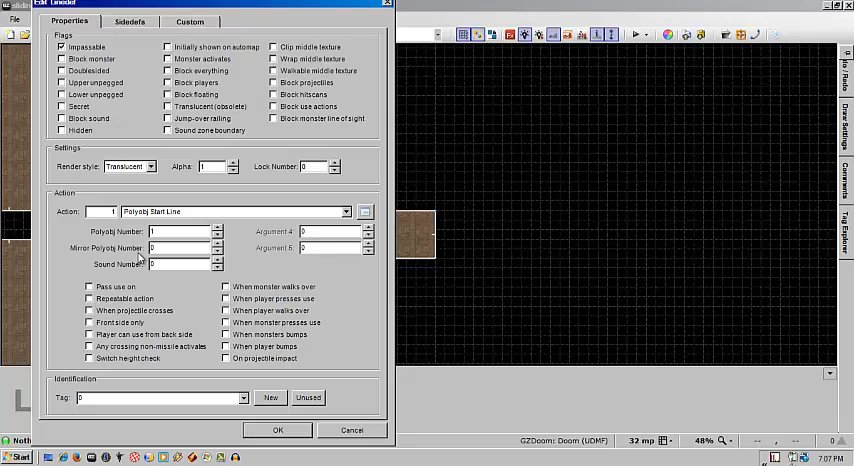 Edit Linedef
slidin
File
Properties Sidedefs Custom
Flags
Impassable Initially shown on automap Clip middle texture
Block monster Monster activates Wrap middle texture
Doublesided Block everything Walkable middle texture
Upper unpegged Block players Block projectiles
Lower unpegged Block floating Block hitscans
Secret Translucent (obsolete) Block use actions
Block sound Jump-over railing Block monster line of sight
Hidden Sound zone boundary
Settings
Render style: Translucent Alpha: 1 Lock Number: 0
Action
Action: 1 Polyobj Start Line
Polyobj Number: 1 Argument 4: 0
Mirror Polyobj Number: 0 Argument 5: 0
Sound Number: 0
Pass use on When monster walks over
Repeatable action When player presses use
When projectile crosses When player walks over
Front side only When monster presses use
Player can use from back side When monsters bumps
Any crossing non-missile activates When player bumps
Switch height check On projectile impact
Identification
Tag: 0 New Unused
OK Cancel
Undo / Redo
Draw Settings
Comments
Tag Explorer
L
Noth
GZDoom: Doom (UDMF) 32 mp 48% -- , --
Start
7:07 PM